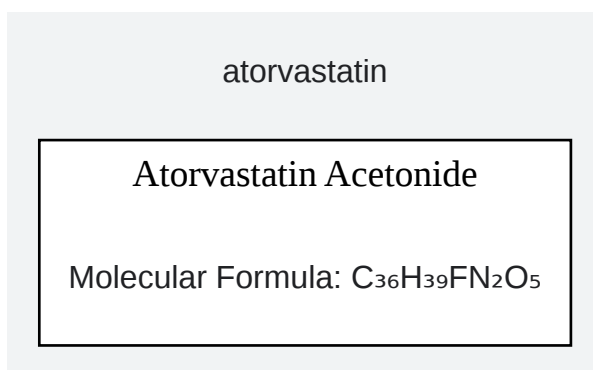 atorvastatin
Atorvastatin Acetonide
Molecular Formula: C₃₆H₃₉FN₂O₅